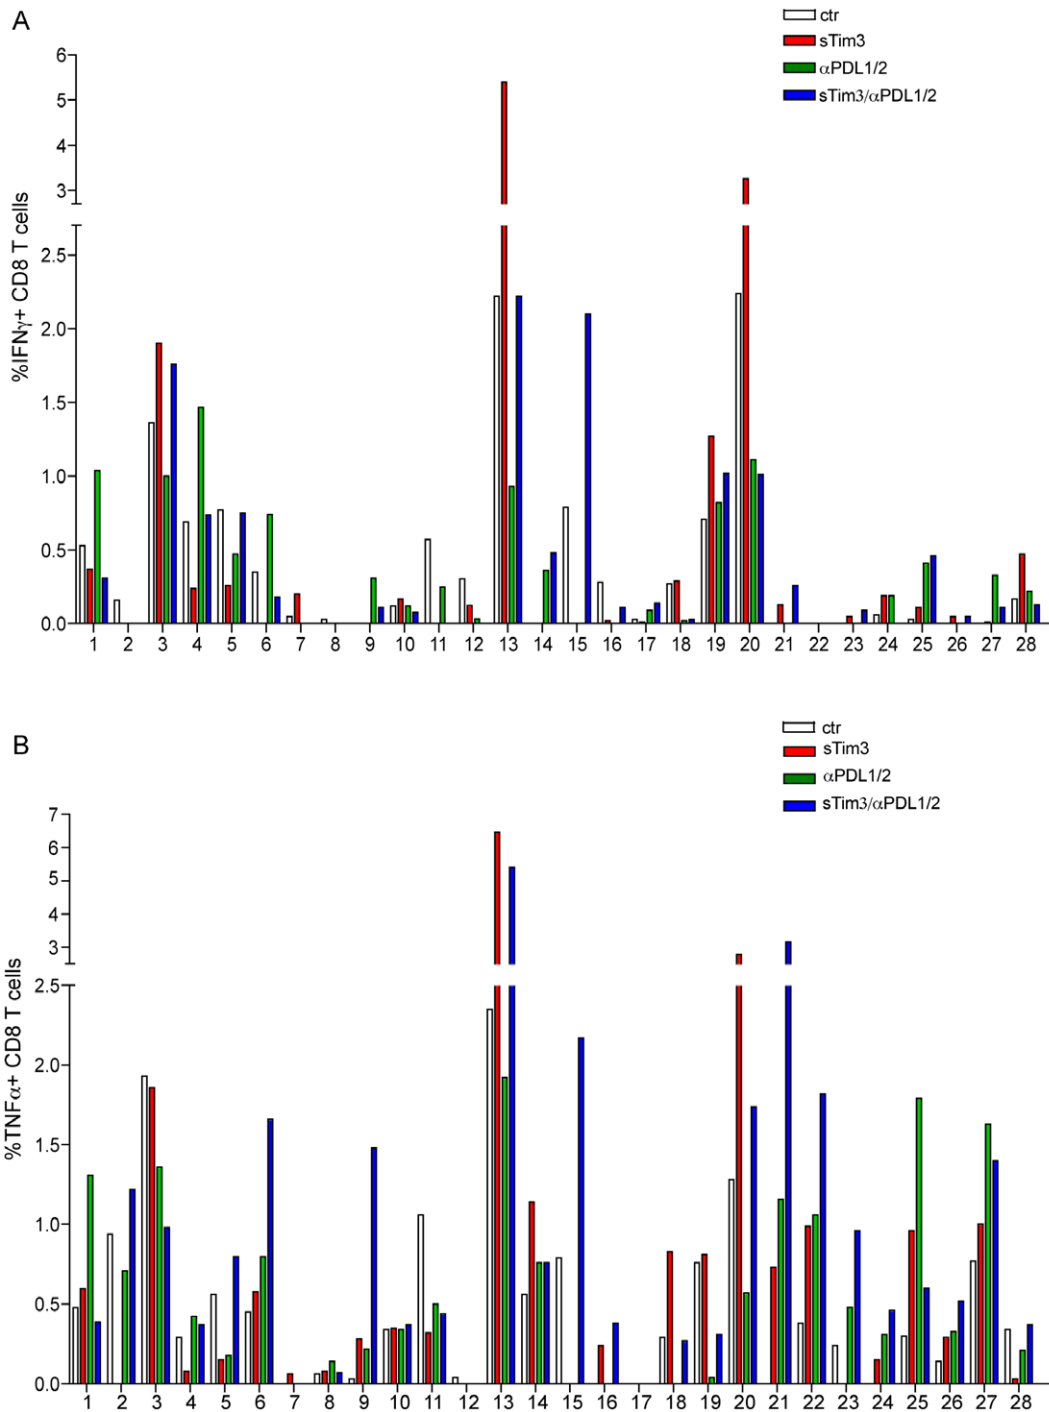 A
ctr
sTim3
αPDL1/2
sTim3/αPDL1/2
%IFNγ+ CD8 T cells
6
5
4
3
2.5
2.0
1.5
1.0
0.5
0.0
1 2 3 4 5 6 7 8 9 10 11 12 13 14 15 16 17 18 19 20 21 22 23 24 25 26 27 28
B
ctr
sTim3
αPDL1/2
sTim3/αPDL1/2
%TNFα+ CD8 T cells
7
6
5
4
3
2.5
2.0
1.5
1.0
0.5
0.0
1 2 3 4 5 6 7 8 9 10 11 12 13 14 15 16 17 18 19 20 21 22 23 24 25 26 27 28